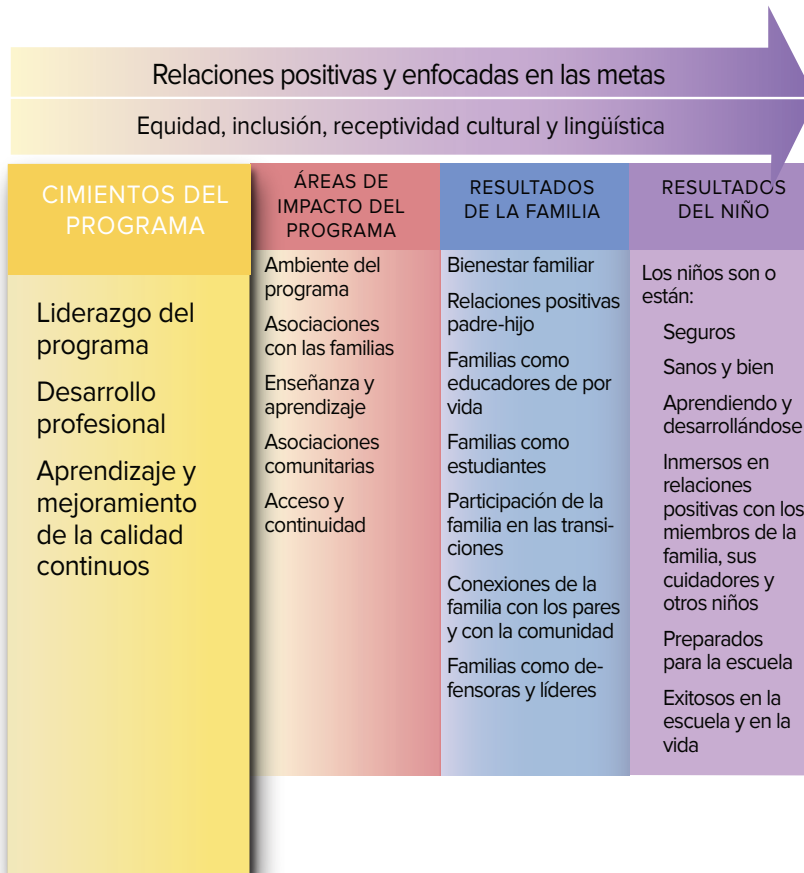 Relaciones positivas y enfocadas en las metas
Equidad, inclusión, receptividad cultural y lingüística
CIMIENTOS DEL
PROGRAMA
Liderazgo del
programa
Desarrollo
profesional
Aprendizaje y
mejoramiento
de la calidad
continuos
ÁREAS DE
IMPACTO DEL
PROGRAMA
Ambiente del
programa
Asociaciones
con las familias
Enseñanza y
aprendizaje
Asociaciones
comunitarias
Acceso y
continuidad
RESULTADOS
DE LA FAMILIA
Bienestar familiar
Relaciones positivas
padre-hijo
Familias como
educadores de por
vida
Familias como
estudiantes
Participación de la
familia en las transi-
ciones
Conexiones de la
familia con los pares
y con la comunidad
Familias como de-
fensoras y líderes
RESULTADOS
DEL NIÑO
Los niños son o
están:
Seguros
Sanos y bien
Aprendiendo y
desarrollándose
Inmersos en
relaciones
positivas con los
miembros de la
familia, sus
cuidadores y
otros niños
Preparados
para la escuela
Exitosos en la
escuela y en la
vida